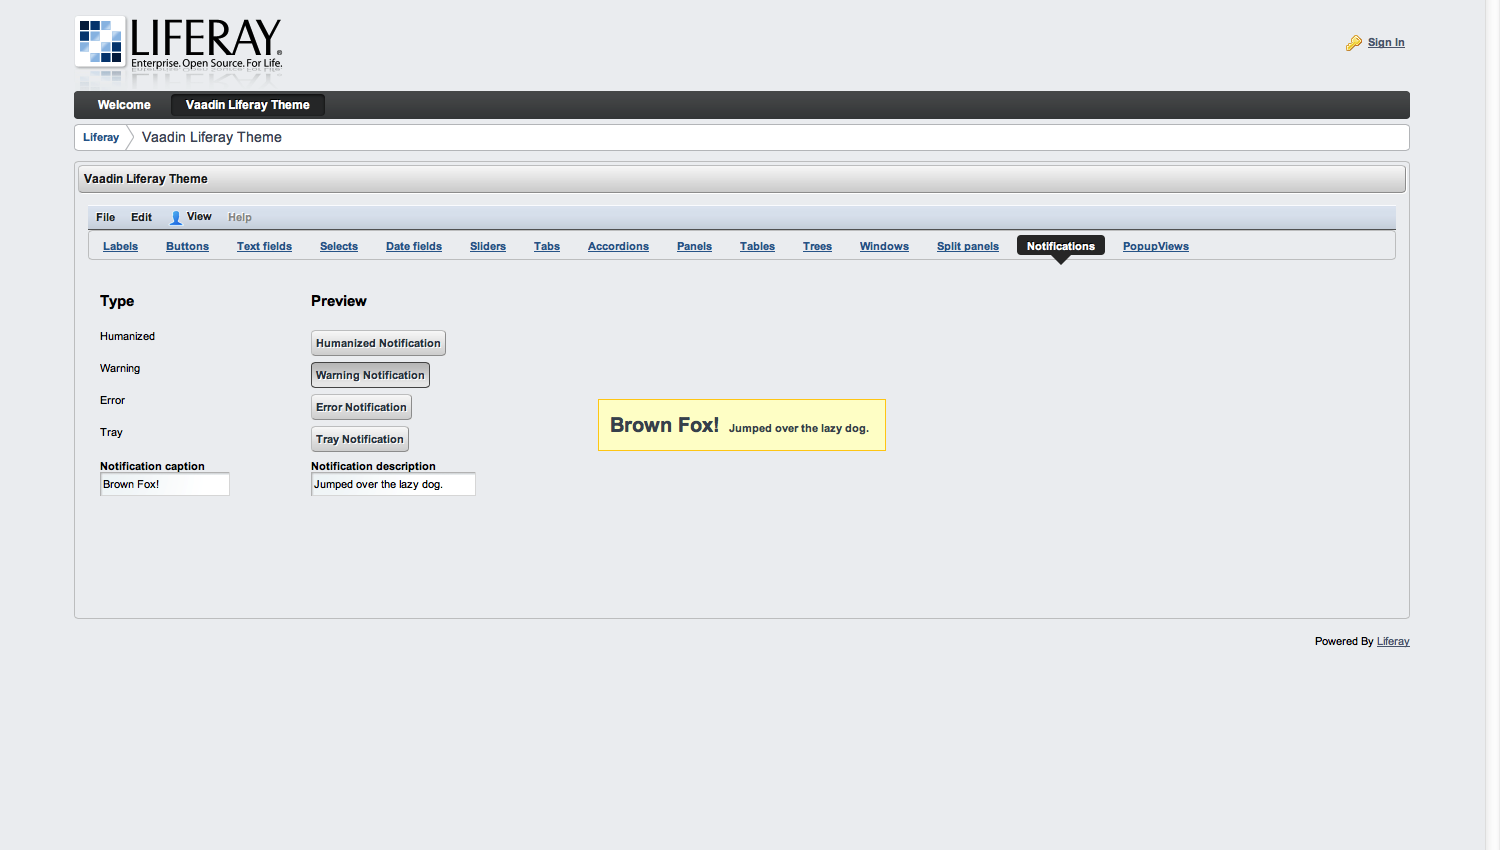 LIFERAY®
Enterprise. Open Source. For Life.
Sign In
Welcome Vaadin Liferay Theme
Liferay Vaadin Liferay Theme
Vaadin Liferay Theme
File Edit View Help
Labels Buttons Text fields Selects Date fields Sliders Tabs Accordions Panels Tables Trees Windows Split panels Notifications PopupViews
Type Preview
Humanized Humanized Notification
Warning Warning Notification
Error Error Notification
Brown Fox! Jumped over the lazy dog.
Tray Tray Notification
Notification caption Notification description
Brown Fox! Jumped over the lazy dog.
Powered By Liferay